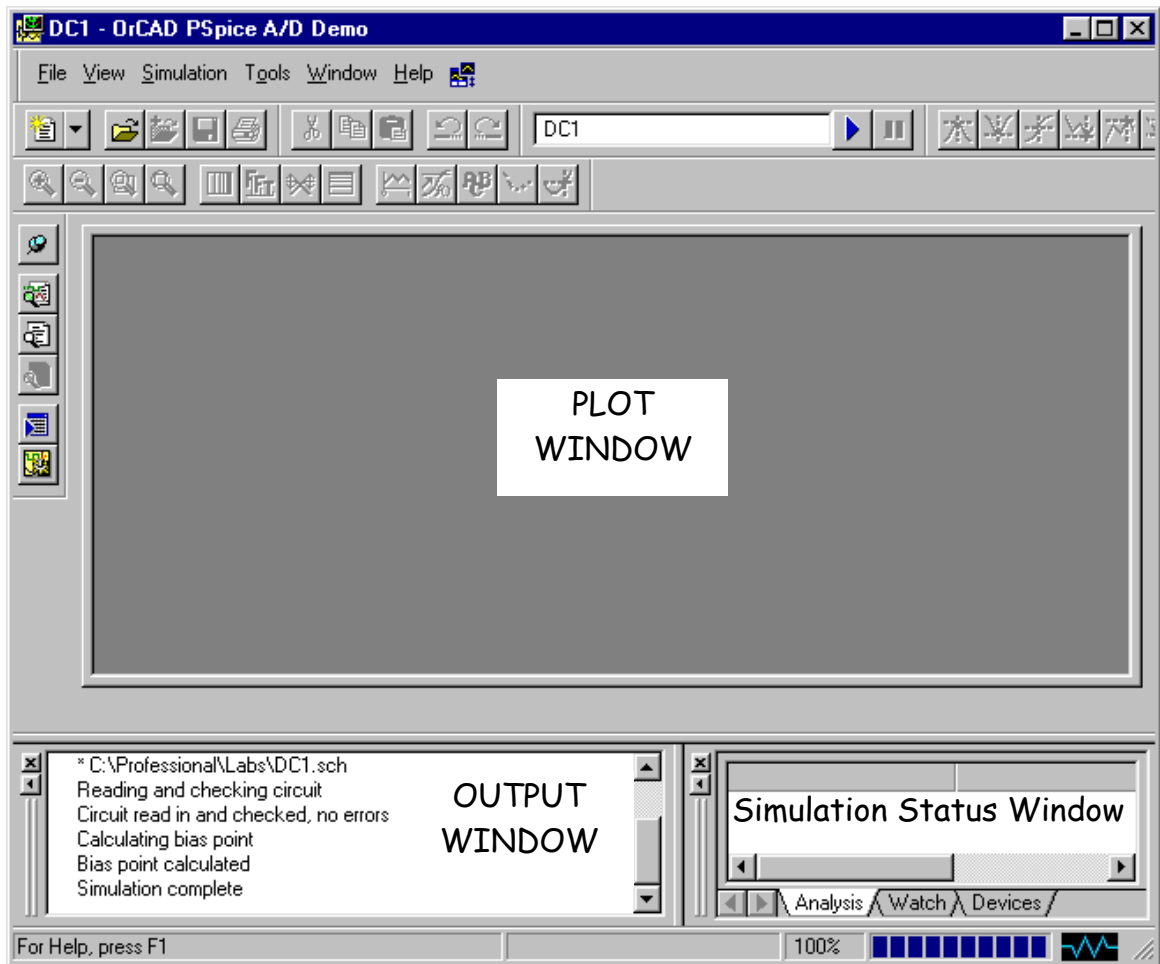 DC1 - OrCAD PSpice A/D Demo
File View Simulation Tools Window Help
DC1
FFT
PLOT
WINDOW
* C:\Professional\Labs\DC1.sch
Reading and checking circuit
Circuit read in and checked, no errors
Calculating bias point
Bias point calculated
Simulation complete
OUTPUT
WINDOW
Simulation Status Window
Analysis Watch Devices
For Help, press F1
100%